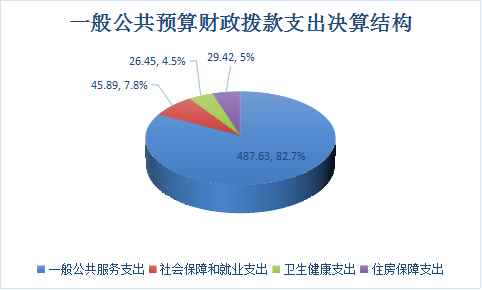 一般公共预算财政拨款支出决算结构
29.42, 5%
26.45, 4.5%
45.89, 7.8%
487.63, 82.7%
一般公共服务支出 社会保障和就业支出 卫生健康支出 住房保障支出